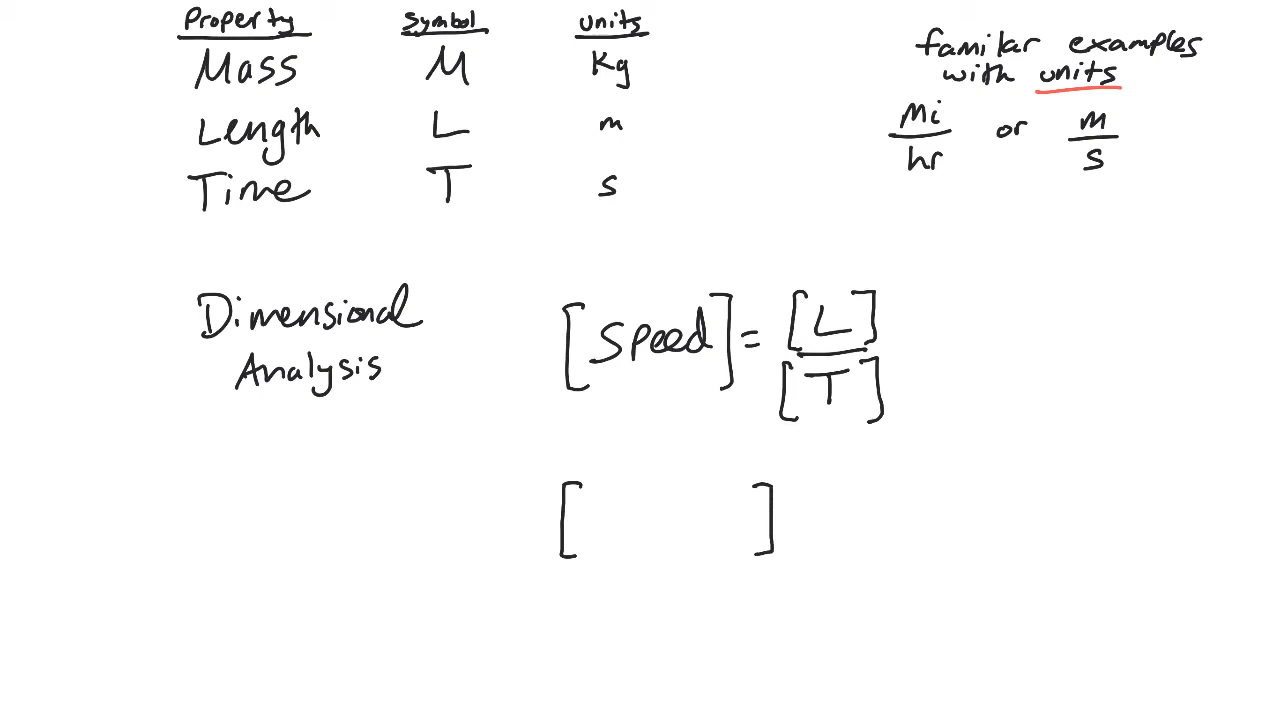 Property Symbol units
Mass M Kg
Length L m
Time T s
familar examples
with units
Mi/hr or m/s
Dimensional
Analysis
[Speed] = [L]/[T]
[ ]